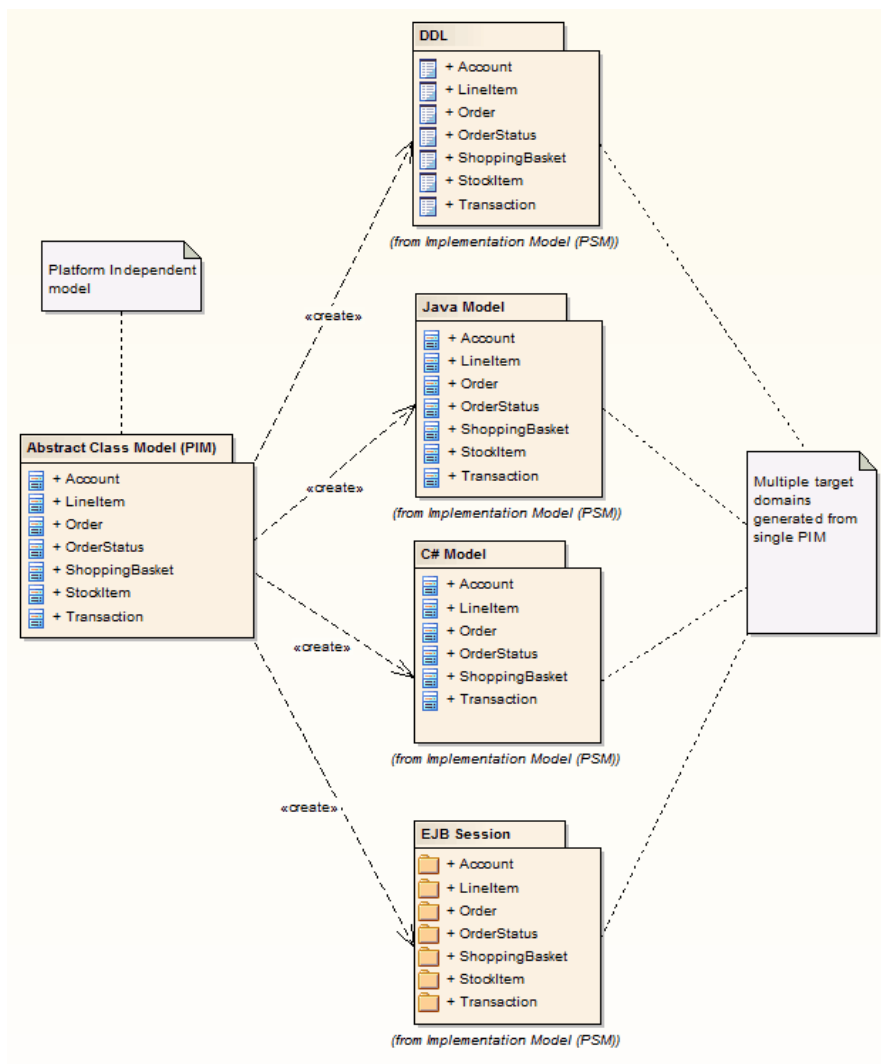 DDL
+ Account
+ LineItem
+ Order
+ OrderStatus
+ ShoppingBasket
+ StockItem
+ Transaction
(from Implementation Model (PSM))
Platform Independent
model
«create»
Java Model
+ Account
+ LineItem
+ Order
+ OrderStatus
+ ShoppingBasket
+ StockItem
+ Transaction
(from Implementation Model (PSM))
Abstract Class Model (PIM)
+ Account
+ LineItem
+ Order
+ OrderStatus
+ ShoppingBasket
+ StockItem
+ Transaction
«create»
Multiple target
domains
generated from
single PIM
C# Model
+ Account
+ LineItem
+ Order
+ OrderStatus
+ ShoppingBasket
+ Transaction
(from Implementation Model (PSM))
«create»
«create»
EJB Session
+ Account
+ LineItem
+ Order
+ OrderStatus
+ ShoppingBasket
+ StockItem
+ Transaction
(from Implementation Model (PSM))